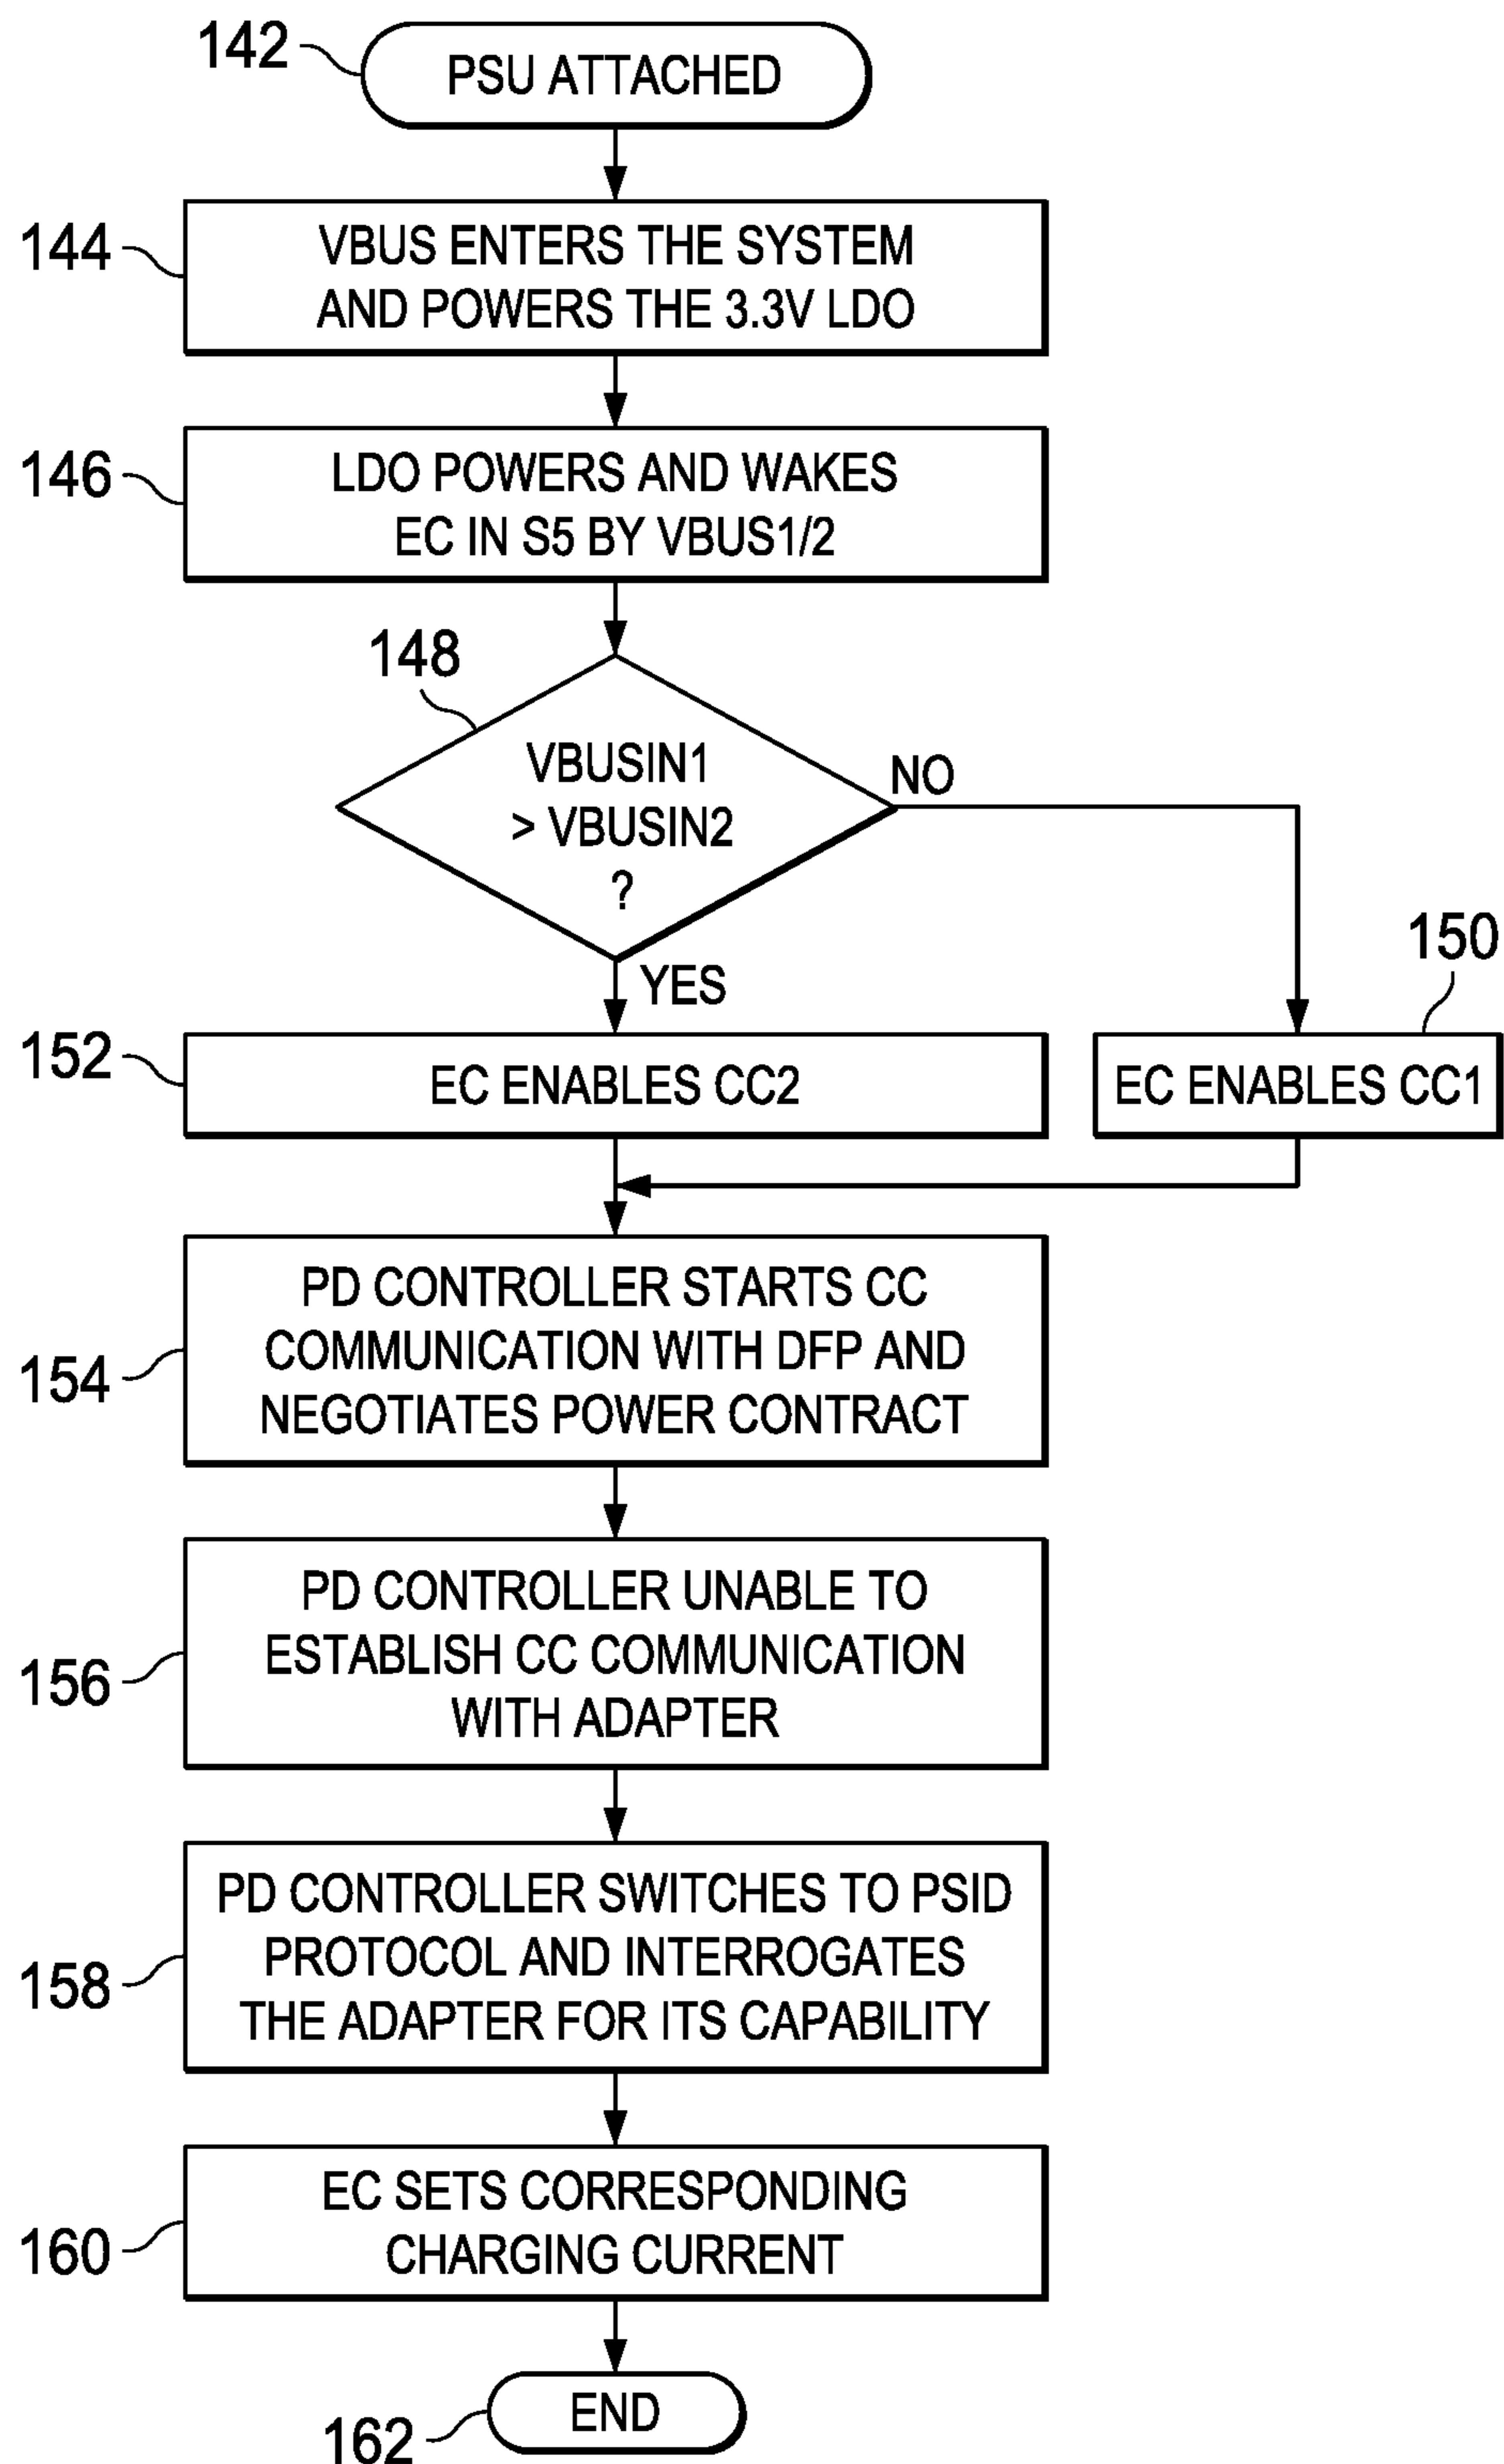 142
PSU ATTACHED
144
VBUS ENTERS THE SYSTEM
AND POWERS THE 3.3V LDO
146
LDO POWERS AND WAKES
EC IN S5 BY VBUS1/2
148
VBUSIN1
> VBUSIN2
?
NO
YES
150
152
EC ENABLES CC2
EC ENABLES CC1
154
PD CONTROLLER STARTS CC
COMMUNICATION WITH DFP AND
NEGOTIATES POWER CONTRACT
156
PD CONTROLLER UNABLE TO
ESTABLISH CC COMMUNICATION
WITH ADAPTER
158
PD CONTROLLER SWITCHES TO PSID
PROTOCOL AND INTERROGATES
THE ADAPTER FOR ITS CAPABILITY
160
EC SETS CORRESPONDING
CHARGING CURRENT
162
END